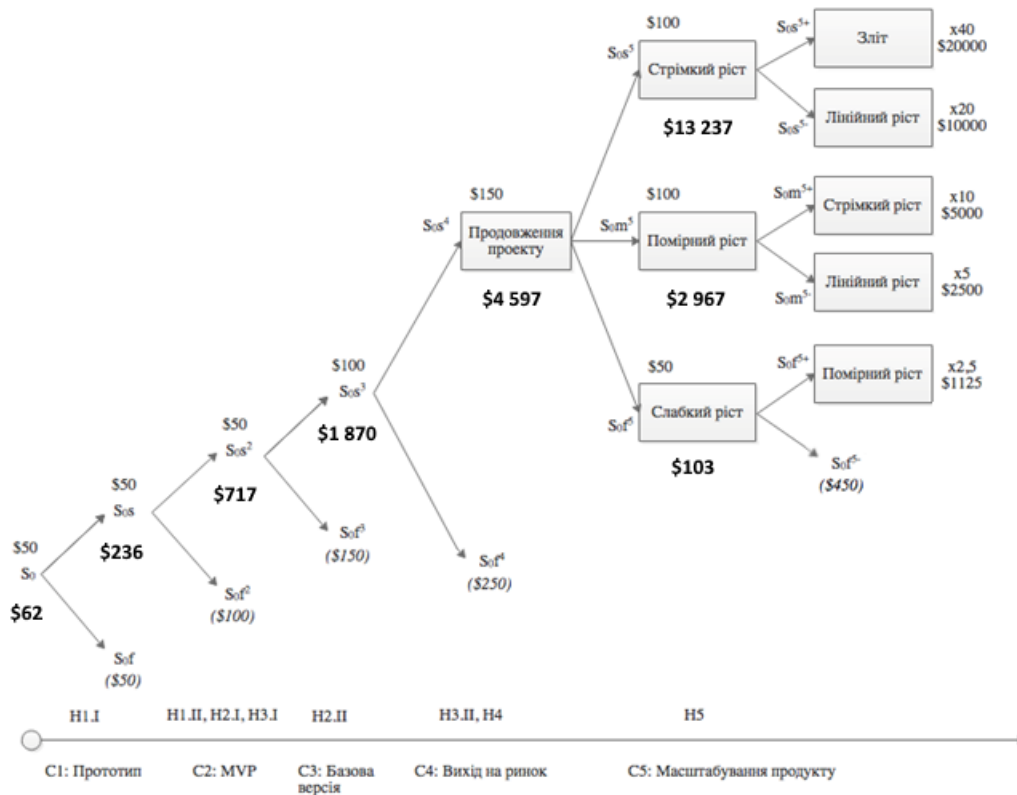 $100
S₀s⁵
Стрімкий ріст
$13 237
S₀s⁵⁺
Зліт
x40
$20000
S₀s⁵⁻
Лінійний ріст
x20
$10000
$150
S₀s⁴
Продовження
проекту
$4 597
$100
S₀m⁵
Помірний ріст
$2 967
S₀m⁵⁺
Стрімкий ріст
x10
$5000
S₀m⁵⁻
Лінійний ріст
x5
$2500
$50
S₀f⁵
Слабкий ріст
$103
S₀f⁵⁺
Помірний ріст
x2,5
$1125
S₀f⁵⁻
($450)
$100
S₀s³
$1 870
S₀f⁴
($250)
$50
S₀s²
$717
S₀f³
($150)
$50
S₀s
$236
S₀f²
($100)
$50
S₀
$62
S₀f
($50)
H1.I
H1.II, H2.I, H3.I
H2.II
H3.II, H4
H5
C1: Прототип
C2: MVP
C3: Базова
версія
C4: Вихід на ринок
C5: Масштабування продукту